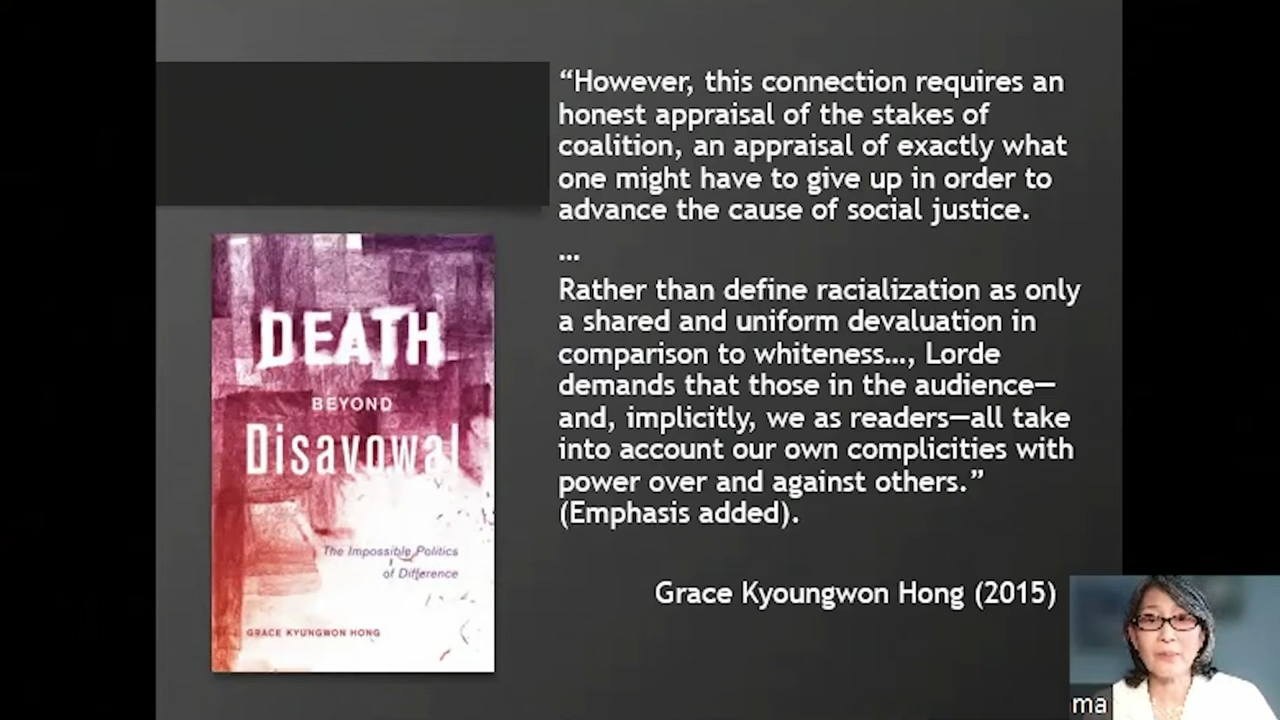 “However, this connection requires an
honest appraisal of the stakes of
coalition, an appraisal of exactly what
one might have to give up in order to
advance the cause of social justice.
…
Rather than define racialization as only
a shared and uniform devaluation in
comparison to whiteness…, Lorde
demands that those in the audience—
and, implicitly, we as readers—all take
into account our own complicities with
power over and against others.”
(Emphasis added).
Grace Kyoungwon Hong (2015)
DEATH
BEYOND
Disavowal
The Impossible Politics
of Difference
GRACE KYUNGWON HONG
ma